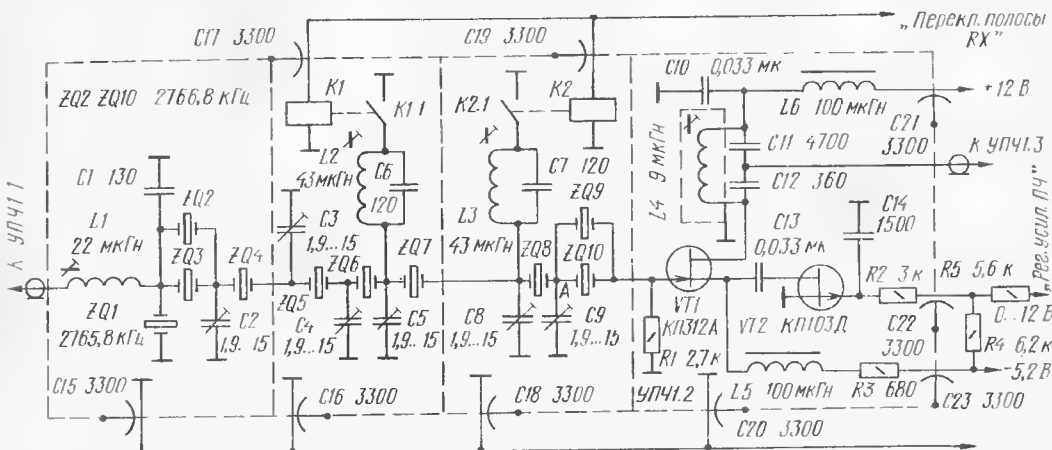 „Перекл. полосы
RX”
C17 3300
C19 3300
C10
0,033 мк
ZQ2 ZQ10 2766,8 кГц
K1
K1.1
K2.1
K2
L6
100 мкГн
+12 В
C21
3300
C11 4700
К УПЧ1.3
C12 360
L4 9 мкГн
C1 130
ZQ2
L2
43 мкГн
C6
120
C7 120
ZQ9
C14
1500
C13
0,033 мк
L1
22 мкГн
ZQ3
ZQ4
C3
1,9...15
ZQ6
ZQ7
L3
43 мкГн
ZQ8
ZQ10
К УПЧ1 1
A
VT1
КП312А
VT2
КП103Д
R2 3 к
R5 5,6 к
„Рег. усил. ПЧ”
0...12 В
ZQ1
2765,8 кГц
C2
1,9..15
ZQ5
C4
1,9...15
C5
1,9..15
C8
1,9...15
C9
1,9...15
R1 2,7 к
C22
3300
R4 6,2 к
-5,2 В
УПЧ1.2
L5 100 мкГн
R3 680
C23 3300
C15 3300
C16 3300
C18 3300
C20 3300